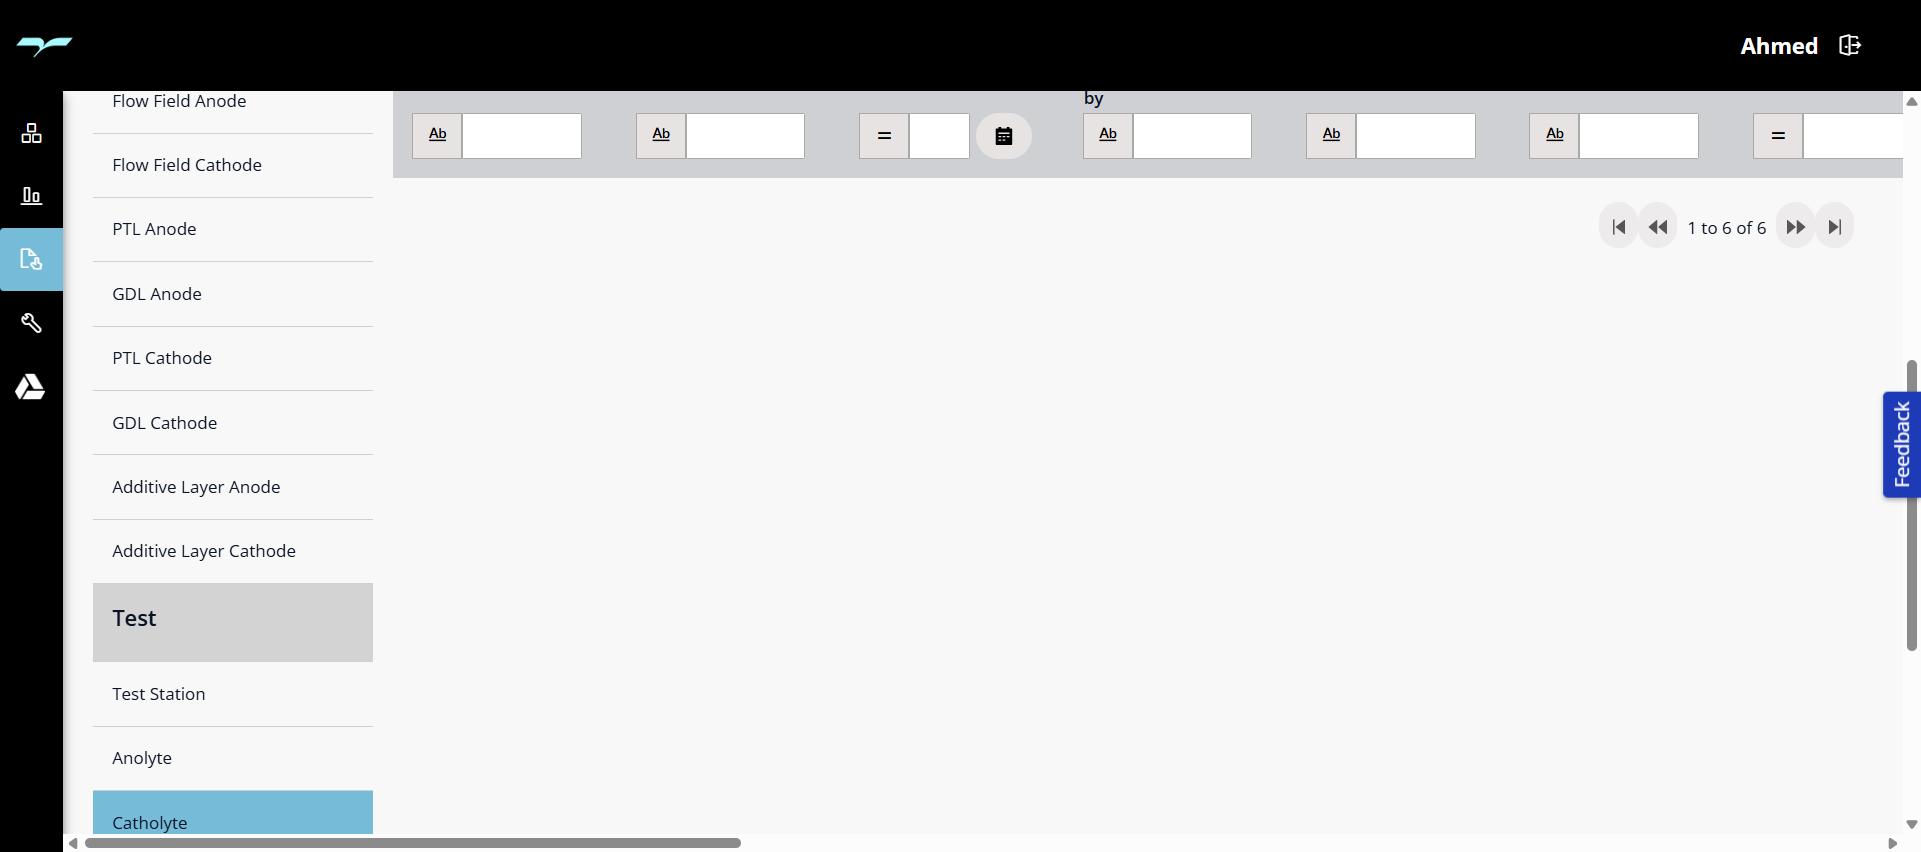 Ahmed
Flow Field Anode
Flow Field Cathode
PTL Anode
GDL Anode
PTL Cathode
GDL Cathode
Additive Layer Anode
Additive Layer Cathode
Test
Test Station
Anolyte
Catholyte
by
Ab
Ab
=
Ab
Ab
Ab
=
1 to 6 of 6
Feedback